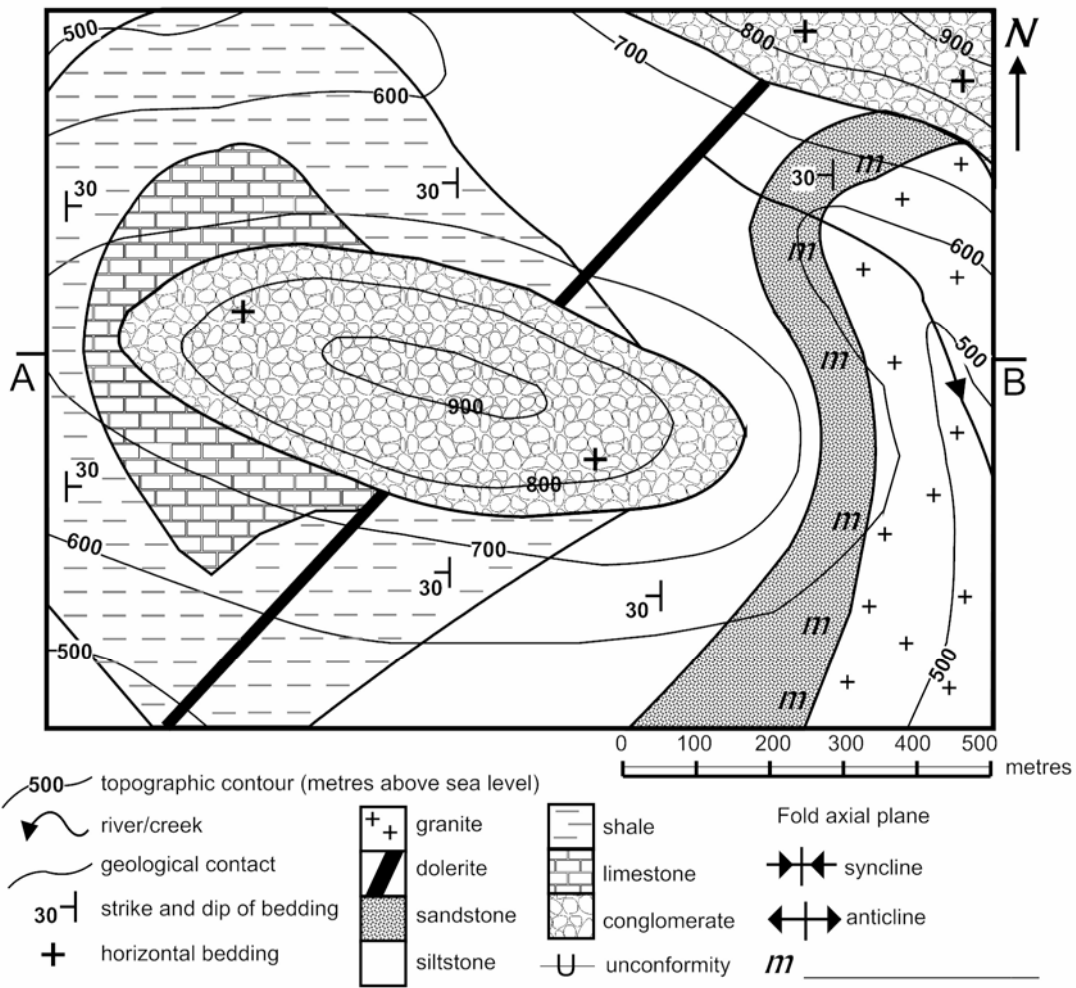 500
600
700
800
900
N
30
30
30
m
m
600
A
900
m
500
B
30
800
m
600
700
30
30
m
500
500
m
0 100 200 300 400 500
metres
500 topographic contour (metres above sea level)
river/creek
geological contact
30 strike and dip of bedding
horizontal bedding
granite
dolerite
sandstone
siltstone
shale
limestone
conglomerate
U unconformity
Fold axial plane
syncline
anticline
m